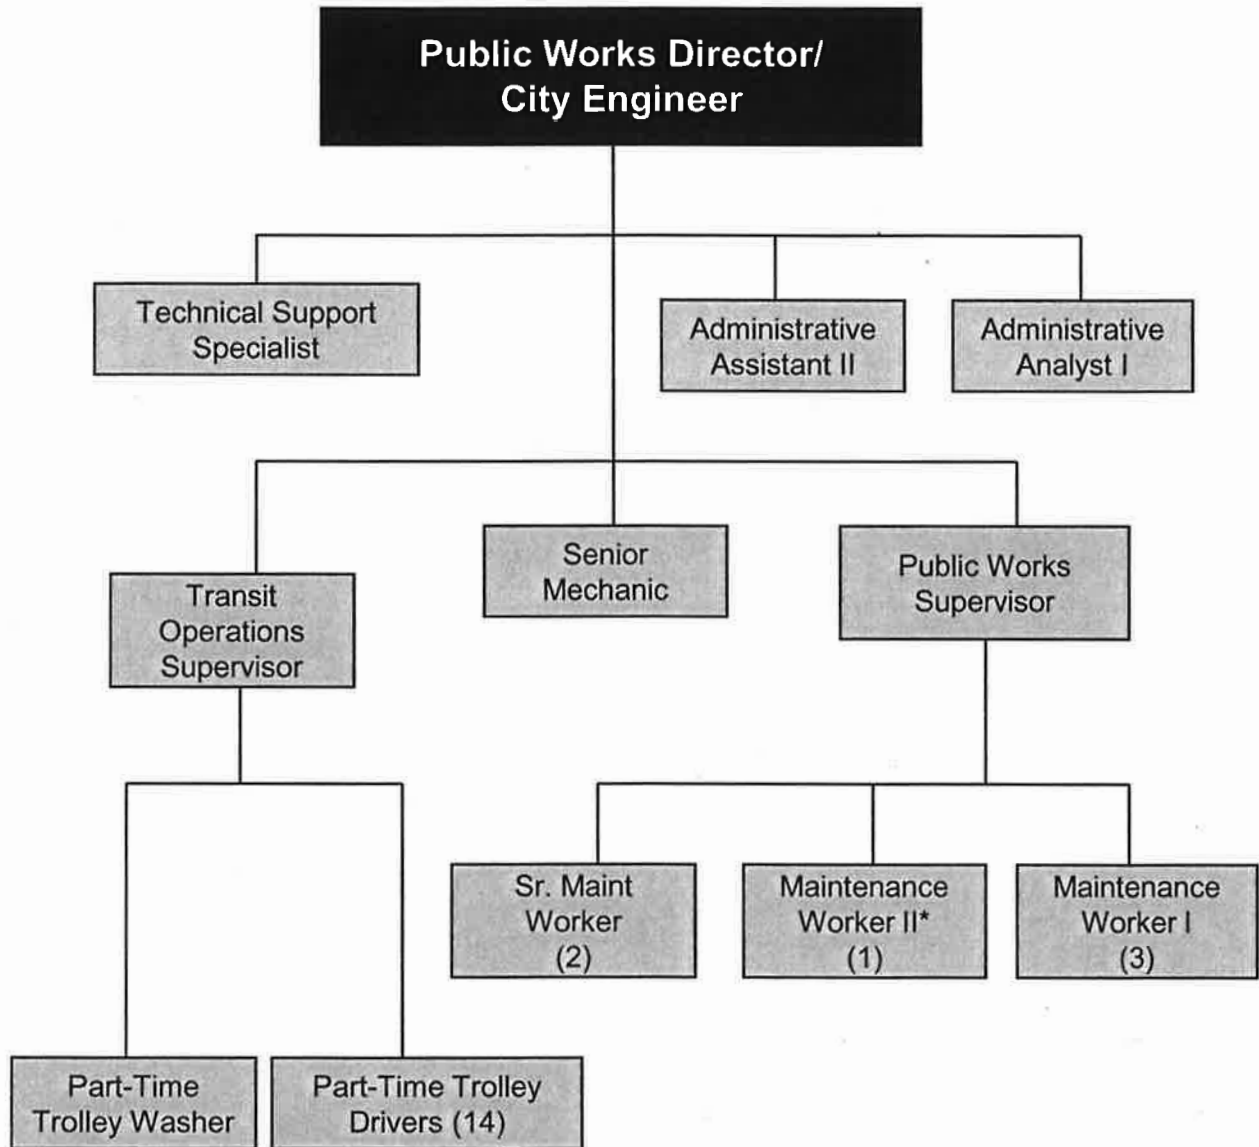 Public Works Director/
City Engineer
Technical Support
Specialist
Administrative
Assistant II
Administrative
Analyst I
Transit
Operations
Supervisor
Senior
Mechanic
Public Works
Supervisor
Sr. Maint
Worker
(2)
Maintenance
Worker II*
(1)
Maintenance
Worker I
(3)
Part-Time
Trolley Washer
Part-Time Trolley
Drivers (14)